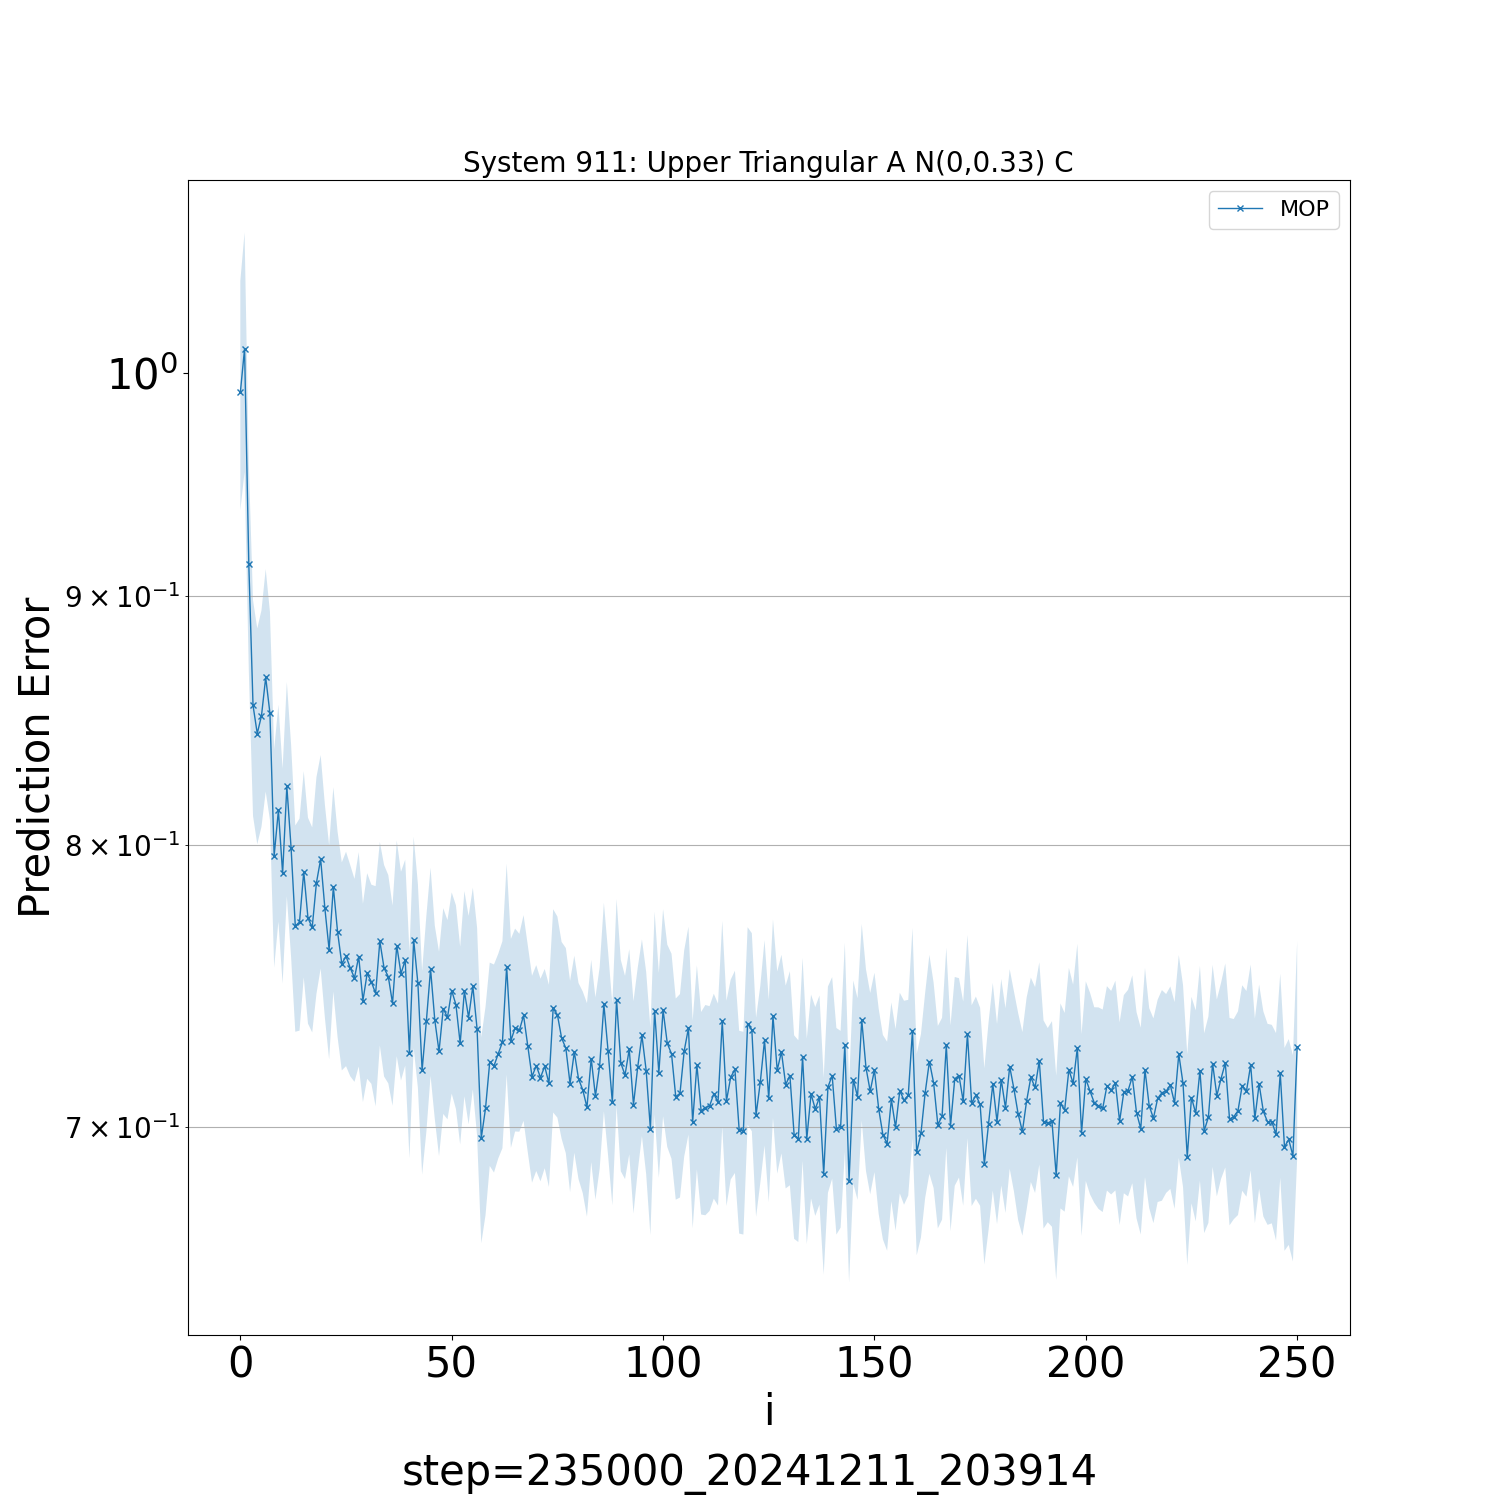 System 911: Upper Triangular A N(0,0.33) C
MOP
10⁰
9 × 10⁻¹
8 × 10⁻¹
7 × 10⁻¹
Prediction Error
0 50 100 150 200 250
i
step=235000_20241211_203914